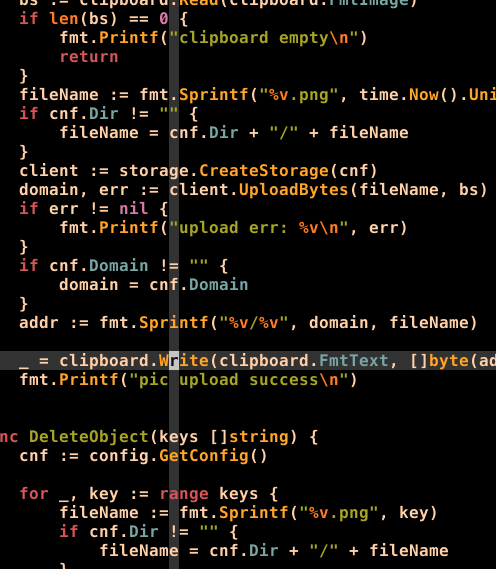 bs := clipboard.Read(clipboard.FmtImage)
if len(bs) == 0 {
    fmt.Printf("clipboard empty\n")
    return
}
fileName := fmt.Sprintf("%v.png", time.Now().Uni
if cnf.Dir != "" {
    fileName = cnf.Dir + "/" + fileName
}
client := storage.CreateStorage(cnf)
domain, err := client.UploadBytes(fileName, bs)
if err != nil {
    fmt.Printf("upload err: %v\n", err)
}
if cnf.Domain != "" {
    domain = cnf.Domain
}
addr := fmt.Sprintf("%v/%v", domain, fileName)
_ = clipboard.Write(clipboard.FmtText, []byte(ad
fmt.Printf("pic upload success\n")
nc DeleteObject(keys []string) {
cnf := config.GetConfig()
for _, key := range keys {
    fileName := fmt.Sprintf("%v.png", key)
    if cnf.Dir != "" {
        fileName = cnf.Dir + "/" + fileName
    }